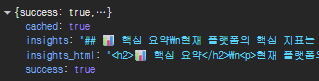 ▼ {success: true,…}
cached: true
insights: "## 📊 핵심 요약\n현재 플랫폼의 핵심 지표는
insights_html: "<h2>📊 핵심 요약</h2>\n<p>현재 플랫폼의 핵
success: true